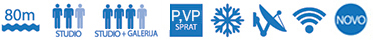 80m
STUDIO
STUDIO + GALERIJA
P,VP
SPRAT
NOVO